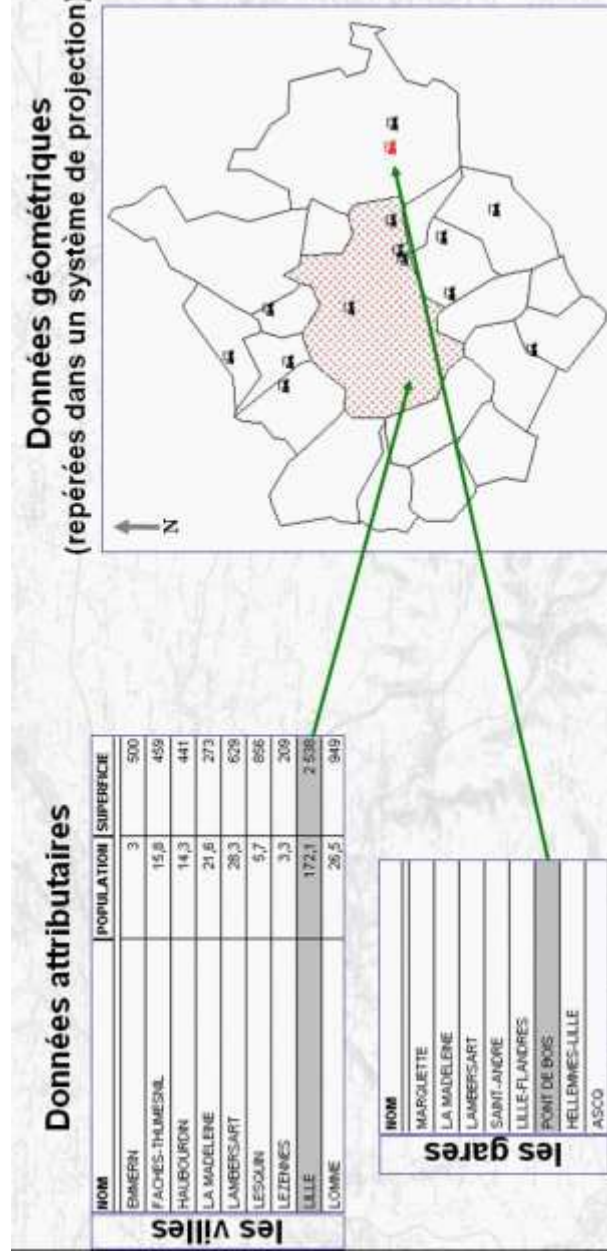 Données attributaires
les villes
NOM POPULATION SUPERFICIE
EMMERIN 3 500
FACHES-THUMESNIL 15,8 459
HAUBOURDIN 14,3 441
LA MADELEINE 21,6 273
LAMBERSART 28,3 629
LESQUIN 5,7 856
LEZENNES 3,3 209
LILLE 172,1 2 538
LOMME 26,5 949
les gares
NOM
MARQUETTE
LA MADELEINE
LAMBERSART
SAINT-ANDRE
LILLE-FLANDRES
PONT DE BOIS
HELLEMMES-LILLE
ASCQ
Données géométriques
(repérées dans un système de projection)
N